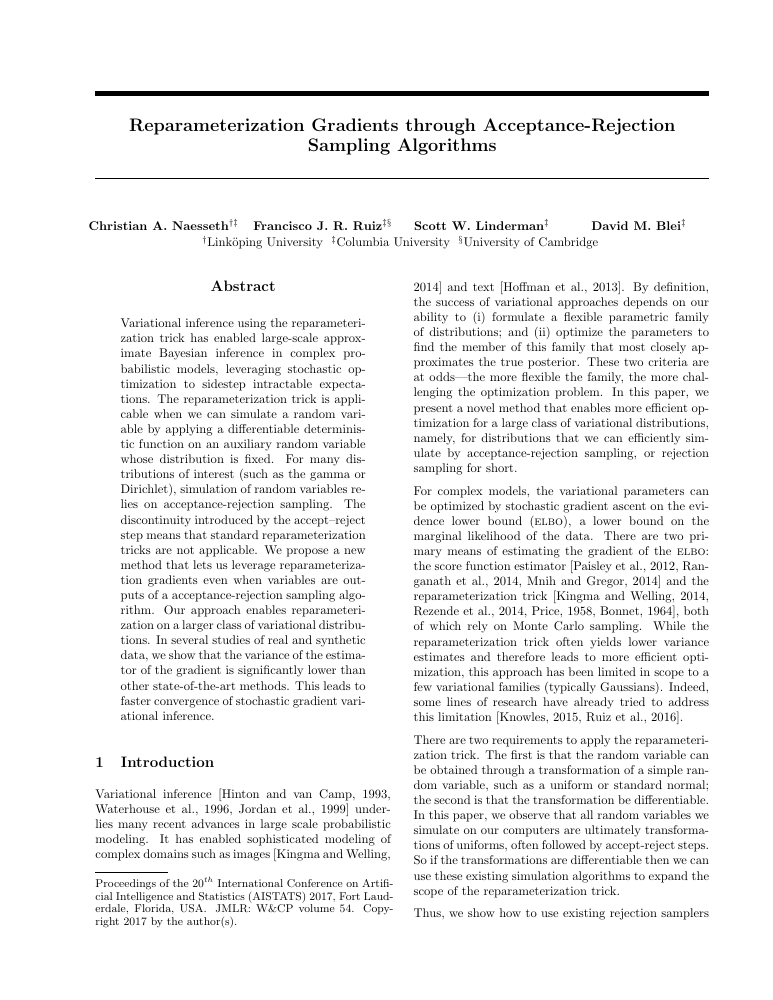 Reparameterization Gradients through Acceptance-Rejection
Sampling Algorithms
Christian A. Naesseth†‡ Francisco J. R. Ruiz‡§ Scott W. Linderman‡ David M. Blei‡
†Linköping University ‡Columbia University §University of Cambridge
Abstract
Variational inference using the reparameteri-
zation trick has enabled large-scale approx-
imate Bayesian inference in complex pro-
babilistic models, leveraging stochastic op-
timization to sidestep intractable expecta-
tions. The reparameterization trick is appli-
cable when we can simulate a random vari-
able by applying a differentiable determinis-
tic function on an auxiliary random variable
whose distribution is fixed. For many dis-
tributions of interest (such as the gamma or
Dirichlet), simulation of random variables re-
lies on acceptance-rejection sampling. The
discontinuity introduced by the accept–reject
step means that standard reparameterization
tricks are not applicable. We propose a new
method that lets us leverage reparameteriza-
tion gradients even when variables are out-
puts of a acceptance-rejection sampling algo-
rithm. Our approach enables reparameteri-
zation on a larger class of variational distribu-
tions. In several studies of real and synthetic
data, we show that the variance of the estima-
tor of the gradient is significantly lower than
other state-of-the-art methods. This leads to
faster convergence of stochastic gradient vari-
ational inference.
1 Introduction
Variational inference [Hinton and van Camp, 1993,
Waterhouse et al., 1996, Jordan et al., 1999] under-
lies many recent advances in large scale probabilistic
modeling. It has enabled sophisticated modeling of
complex domains such as images [Kingma and Welling,
Proceedings of the 20th International Conference on Artifi-
cial Intelligence and Statistics (AISTATS) 2017, Fort Laud-
erdale, Florida, USA. JMLR: W&CP volume 54. Copy-
right 2017 by the author(s).
2014] and text [Hoffman et al., 2013]. By definition,
the success of variational approaches depends on our
ability to (i) formulate a flexible parametric family
of distributions; and (ii) optimize the parameters to
find the member of this family that most closely ap-
proximates the true posterior. These two criteria are
at odds—the more flexible the family, the more chal-
lenging the optimization problem. In this paper, we
present a novel method that enables more efficient op-
timization for a large class of variational distributions,
namely, for distributions that we can efficiently sim-
ulate by acceptance-rejection sampling, or rejection
sampling for short.
For complex models, the variational parameters can
be optimized by stochastic gradient ascent on the evi-
dence lower bound (ELBO), a lower bound on the
marginal likelihood of the data. There are two pri-
mary means of estimating the gradient of the ELBO:
the score function estimator [Paisley et al., 2012, Ran-
ganath et al., 2014, Mnih and Gregor, 2014] and the
reparameterization trick [Kingma and Welling, 2014,
Rezende et al., 2014, Price, 1958, Bonnet, 1964], both
of which rely on Monte Carlo sampling. While the
reparameterization trick often yields lower variance
estimates and therefore leads to more efficient opti-
mization, this approach has been limited in scope to a
few variational families (typically Gaussians). Indeed,
some lines of research have already tried to address
this limitation [Knowles, 2015, Ruiz et al., 2016].
There are two requirements to apply the reparameteri-
zation trick. The first is that the random variable can
be obtained through a transformation of a simple ran-
dom variable, such as a uniform or standard normal;
the second is that the transformation be differentiable.
In this paper, we observe that all random variables we
simulate on our computers are ultimately transforma-
tions of uniforms, often followed by accept-reject steps.
So if the transformations are differentiable then we can
use these existing simulation algorithms to expand the
scope of the reparameterization trick.
Thus, we show how to use existing rejection samplers